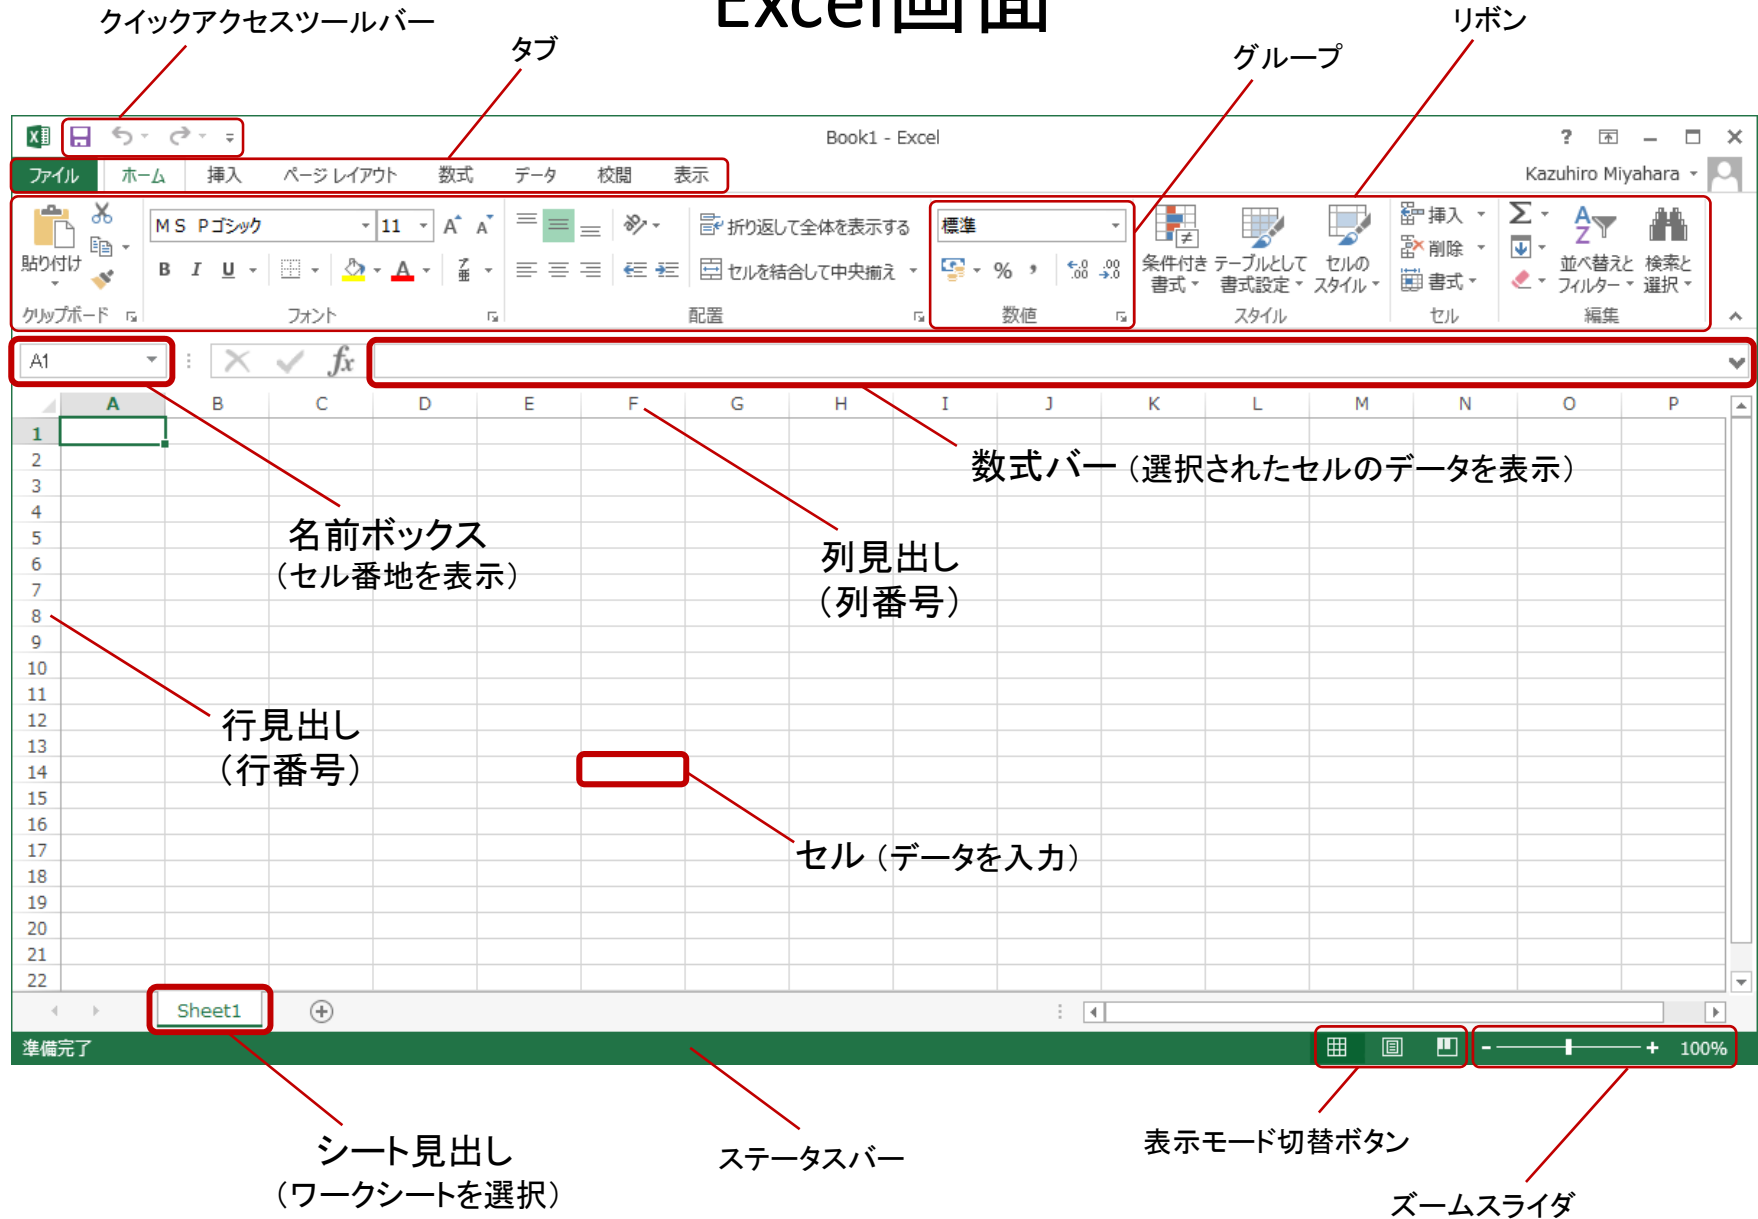 Excel画面
クイックアクセスツールバー
タブ
グループ
リボン
Book1 - Excel
?
ファイル ホーム 挿入 ページ レイアウト 数式 データ 校閲 表示
Kazuhiro Miyahara
ＭＳ Ｐゴシック 11 A A
折り返して全体を表示する
標準
挿入
Σ
A
Z
貼り付け
B I U A
ア
亜
セルを結合して中央揃え
% ,
←.0
.00
.00
→.0
条件付き
書式
テーブルとして
書式設定
セルの
スタイル
削除
書式
並べ替えと
フィルター
検索と
選択
クリップボード フォント 配置 数値 スタイル セル 編集
A1
fx
A B C D E F G H I J K L M N O P
1
2
3
4
5
6
7
8
9
10
11
12
13
14
15
16
17
18
19
20
21
22
数式バー（選択されたセルのデータを表示）
名前ボックス
（セル番地を表示）
列見出し
（列番号）
行見出し
（行番号）
セル（データを入力）
Sheet1
準備完了
- + 100%
シート見出し
（ワークシートを選択）
ステータスバー
表示モード切替ボタン
ズームスライダ